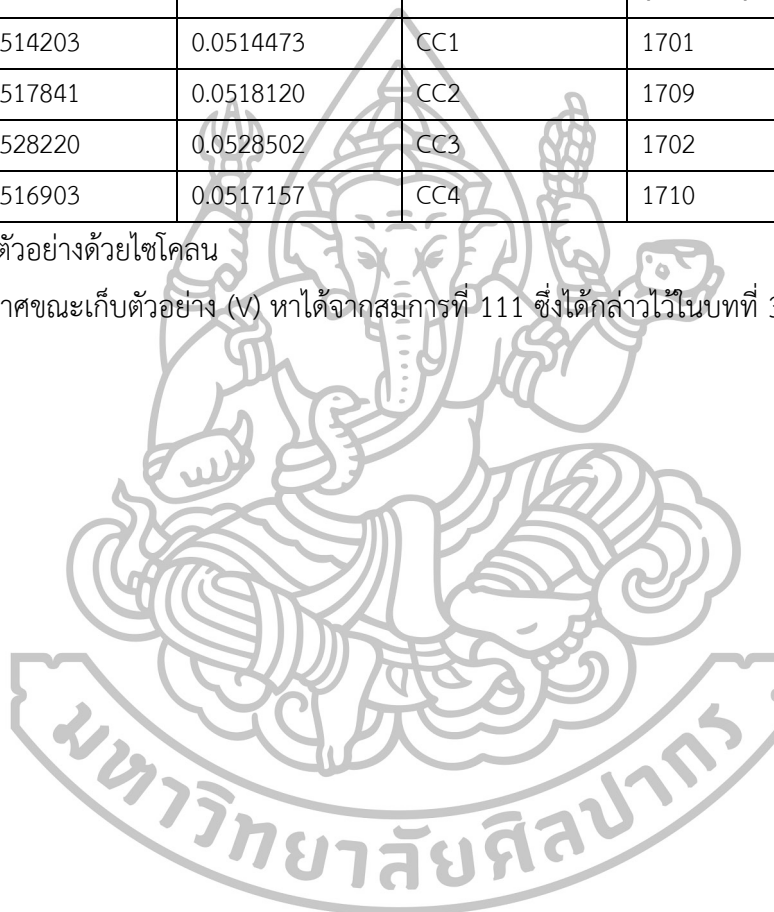 514203 0.0514473 CC1 1701
517841 0.0518120 CC2 1709
528220 0.0528502 CC3 1702
516903 0.0517157 CC4 1710
ตัวอย่างด้วยไซโคลน
าศขณะเก็บตัวอย่าง (V) หาได้จากสมการที่ 111 ซึ่งได้กล่าวไว้ในบทที่ 3
มหาวิทยาลัยศิลปากร